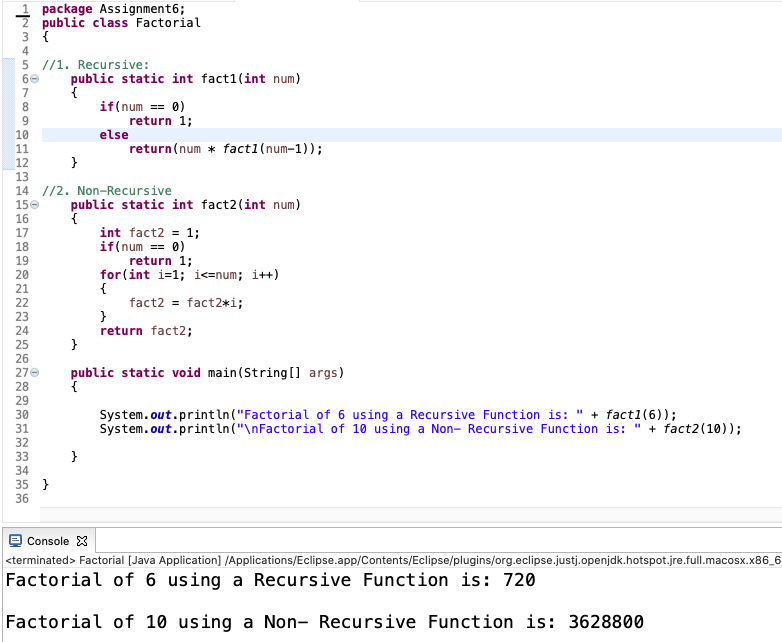 1 package Assignment6;
2 public class Factorial
3 {
4
5 //1. Recursive:
6 public static int fact1(int num)
7 {
8 if(num == 0)
9 return 1;
10 else
11 return(num * fact1(num-1));
12 }
13
14 //2. Non-Recursive
15 public static int fact2(int num)
16 {
17 int fact2 = 1;
18 if(num == 0)
19 return 1;
20 for(int i=1; i<=num; i++)
21 {
22 fact2 = fact2*i;
23 }
24 return fact2;
25 }
26
27 public static void main(String[] args)
28 {
29
30 System.out.println("Factorial of 6 using a Recursive Function is: " + fact1(6));
31 System.out.println("\nFactorial of 10 using a Non- Recursive Function is: " + fact2(10));
32
33 }
34
35 }
36
Console
<terminated> Factorial [Java Application] /Applications/Eclipse.app/Contents/Eclipse/plugins/org.eclipse.justj.openjdk.hotspot.jre.full.macosx.x86_6
Factorial of 6 using a Recursive Function is: 720
Factorial of 10 using a Non- Recursive Function is: 3628800